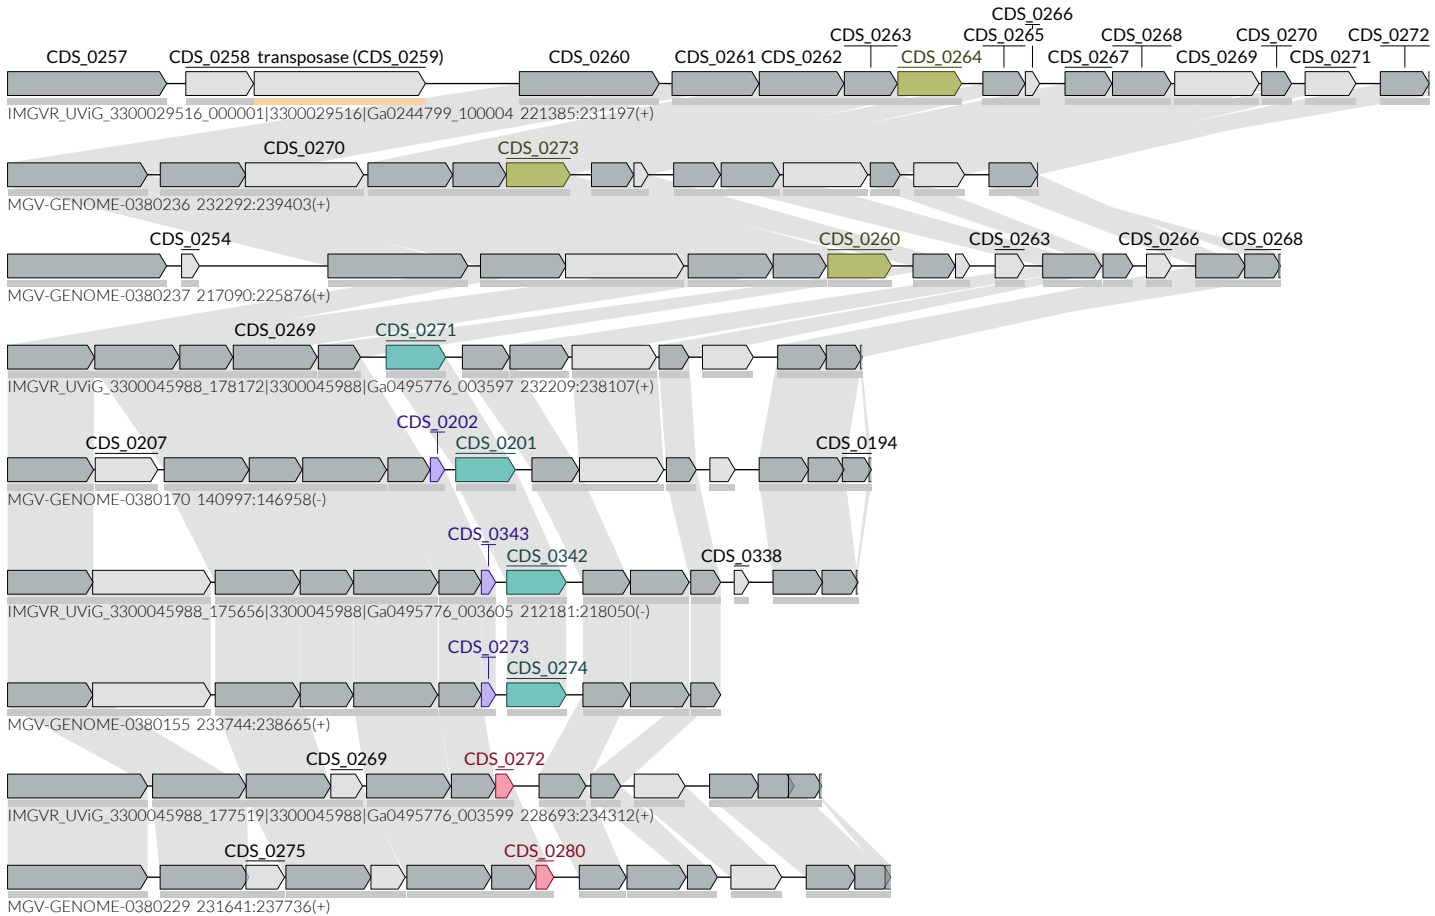 CDS_0266
CDS_0263 CDS_0268 CDS_0270 CDS_0272
CDS_0257 CDS_0258 transposase (CDS_0259) CDS_0260 CDS_0261 CDS_0262 CDS_0264 CDS_0265 CDS_0267 CDS_0269 CDS_0271
IMGVR_UViG_3300029516_000001|3300029516|Ga0244799_100004 221385:231197(+)
CDS_0270 CDS_0273
MGV-GENOME-0380236 232292:239403(+)
CDS_0254 CDS_0260 CDS_0263 CDS_0266 CDS_0268
MGV-GENOME-0380237 217090:225876(+)
CDS_0269 CDS_0271
IMGVR_UViG_3300045988_178172|3300045988|Ga0495776_003597 232209:238107(+)
CDS_0202
CDS_0207 CDS_0201 CDS_0194
MGV-GENOME-0380170 140997:146958(-)
CDS_0343
CDS_0342 CDS_0338
IMGVR_UViG_3300045988_175656|3300045988|Ga0495776_003605 212181:218050(-)
CDS_0273
CDS_0274
MGV-GENOME-0380155 233744:238665(+)
CDS_0269 CDS_0272
IMGVR_UViG_3300045988_177519|3300045988|Ga0495776_003599 228693:234312(+)
CDS_0275 CDS_0280
MGV-GENOME-0380229 231641:237736(+)